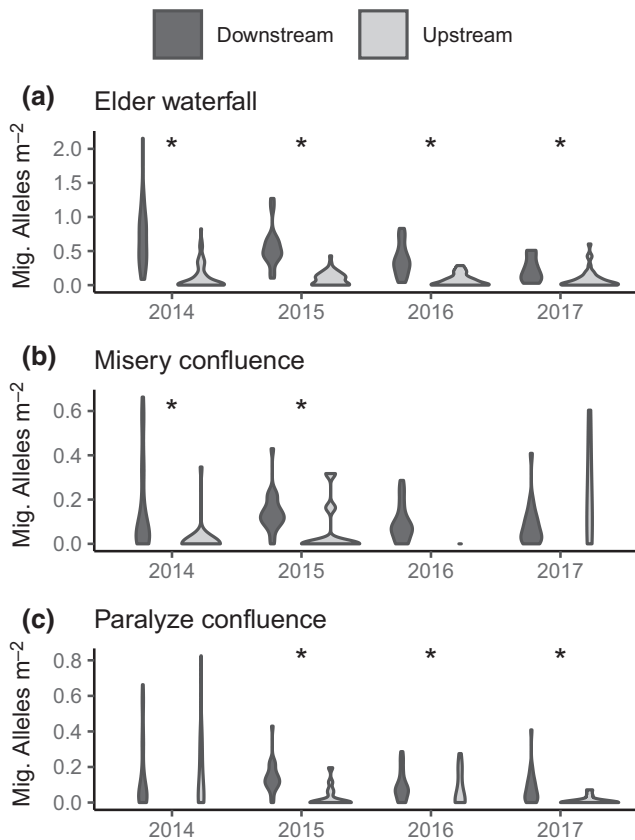 Downstream Upstream
(a) Elder waterfall
* * * *
Mig. Alleles m⁻²
2.0
1.5
1.0
0.5
0.0
2014 2015 2016 2017
(b) Misery confluence
* *
Mig. Alleles m⁻²
0.6
0.4
0.2
0.0
2014 2015 2016 2017
(c) Paralyze confluence
* * *
Mig. Alleles m⁻²
0.8
0.6
0.4
0.2
0.0
2014 2015 2016 2017